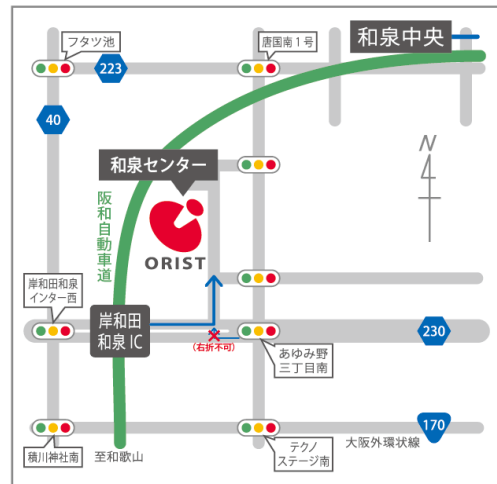 フタツ池
唐国南1号
和泉中央
223
40
和泉センター
N
阪和自動車道
ORIST
岸和田和泉
インター西
岸和田
和泉IC
(右折不可)
あゆみ野
三丁目南
230
170
積川神社南
至和歌山
テクノ
ステージ南
大阪外環状線